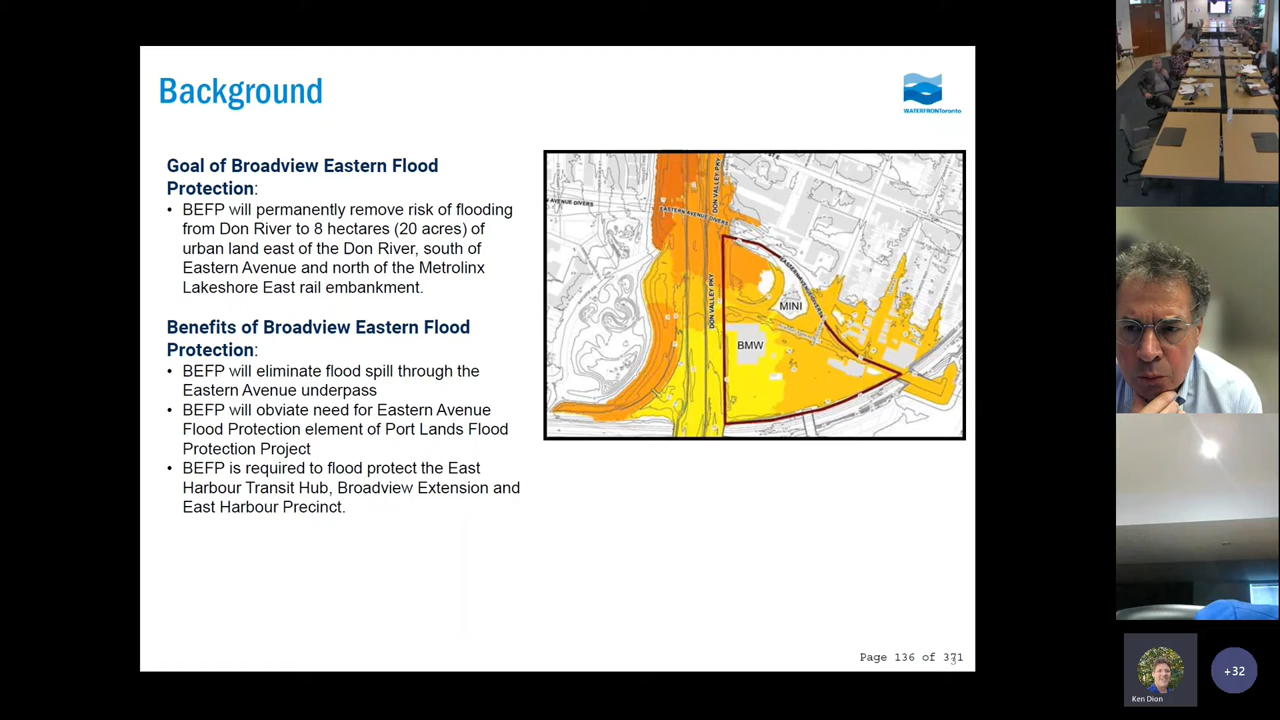 Background
WATERFRONToronto
Goal of Broadview Eastern Flood
Protection:
• BEFP will permanently remove risk of flooding
from Don River to 8 hectares (20 acres) of
urban land east of the Don River, south of
Eastern Avenue and north of the Metrolinx
Lakeshore East rail embankment.
Benefits of Broadview Eastern Flood
Protection:
• BEFP will eliminate flood spill through the
Eastern Avenue underpass
• BEFP will obviate need for Eastern Avenue
Flood Protection element of Port Lands Flood
Protection Project
• BEFP is required to flood protect the East
Harbour Transit Hub, Broadview Extension and
East Harbour Precinct.
DON VALLEY PKY
EASTERN AVENUE DIVERS
DON VALLEY PKY
MINI
BMW
Page 136 of 371
Ken Dion
+32